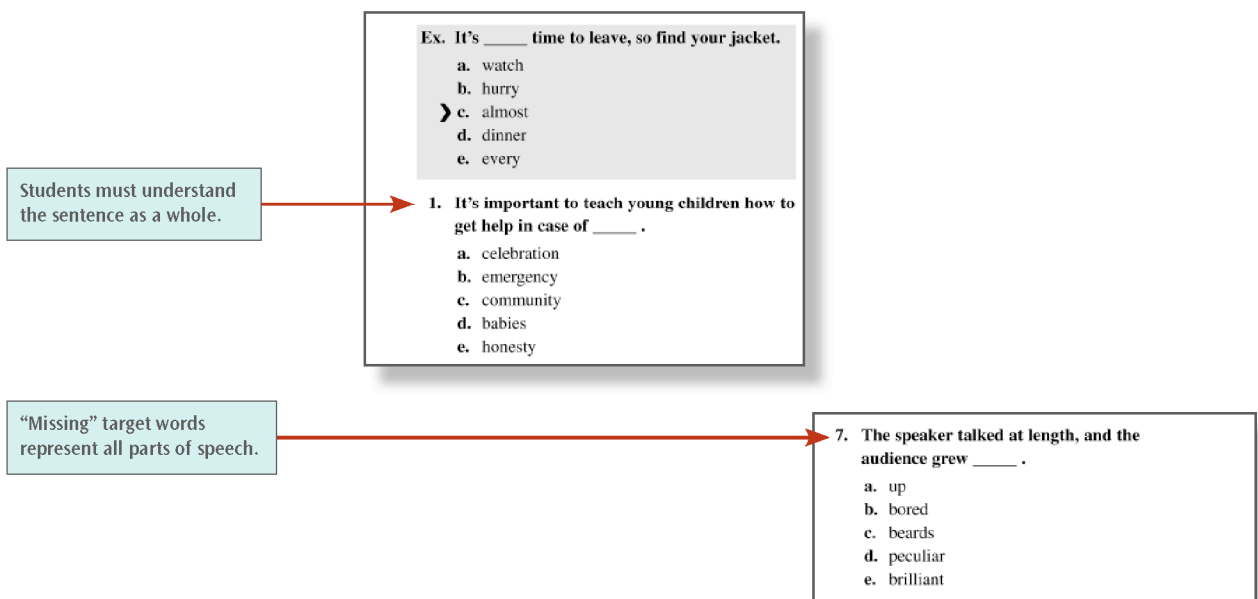 Ex. It's _____ time to leave, so find your jacket.
a. watch
b. hurry
❯ c. almost
d. dinner
e. every
Students must understand
the sentence as a whole.
1. It's important to teach young children how to
get help in case of _____ .
a. celebration
b. emergency
c. community
d. babies
e. honesty
“Missing” target words
represent all parts of speech.
7. The speaker talked at length, and the
audience grew _____ .
a. up
b. bored
c. beards
d. peculiar
e. brilliant